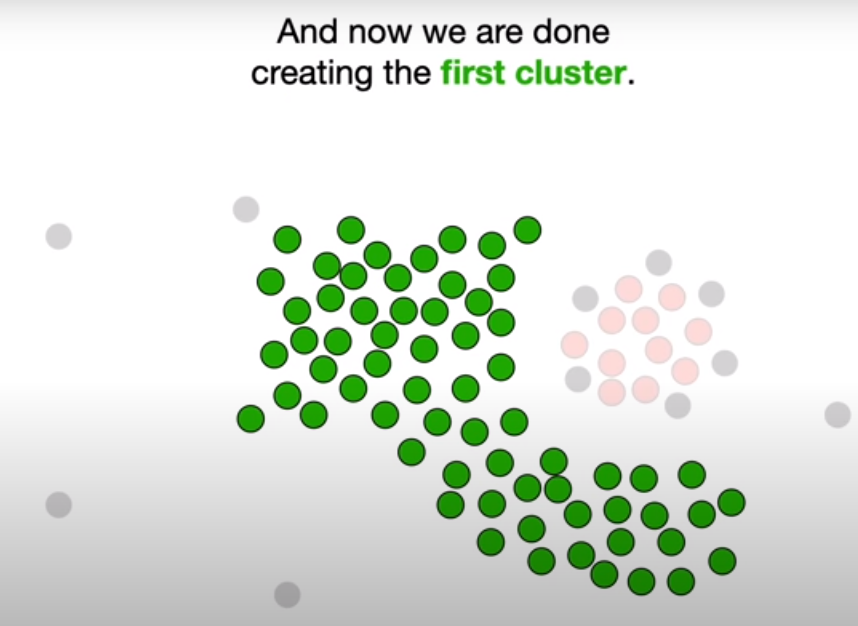 And now we are done
creating the first cluster.